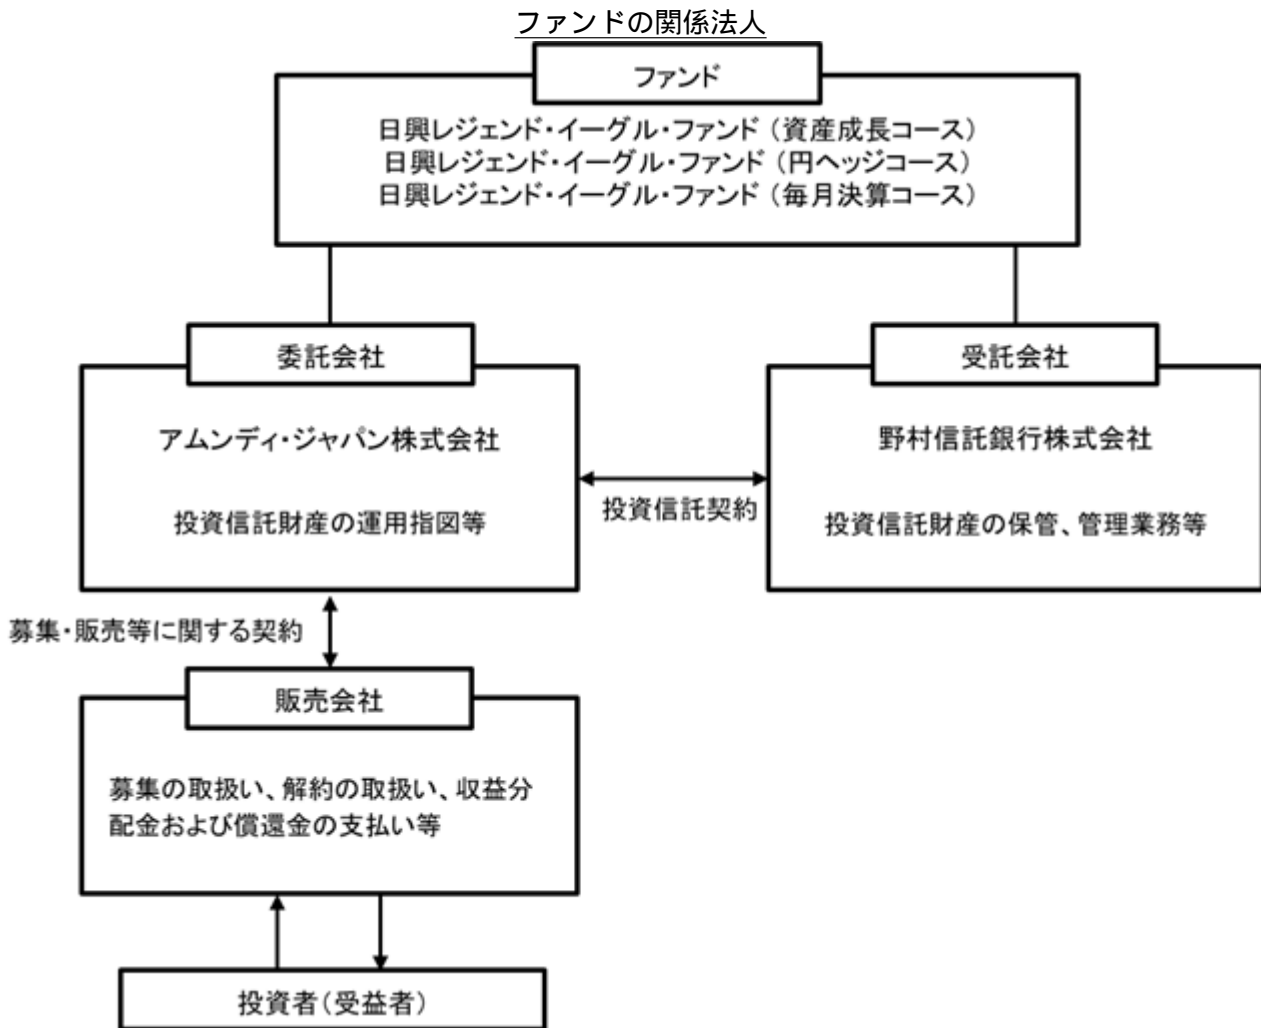 ファンドの関係法人
ファンド
日興レジェンド・イーグル・ファンド（資産成長コース）
日興レジェンド・イーグル・ファンド（円ヘッジコース）
日興レジェンド・イーグル・ファンド（毎月決算コース）
委託会社
アムンディ・ジャパン株式会社
投資信託財産の運用指図等
投資信託契約
受託会社
野村信託銀行株式会社
投資信託財産の保管、管理業務等
募集・販売等に関する契約
販売会社
募集の取扱い、解約の取扱い、収益分
配金および償還金の支払い等
投資者（受益者）